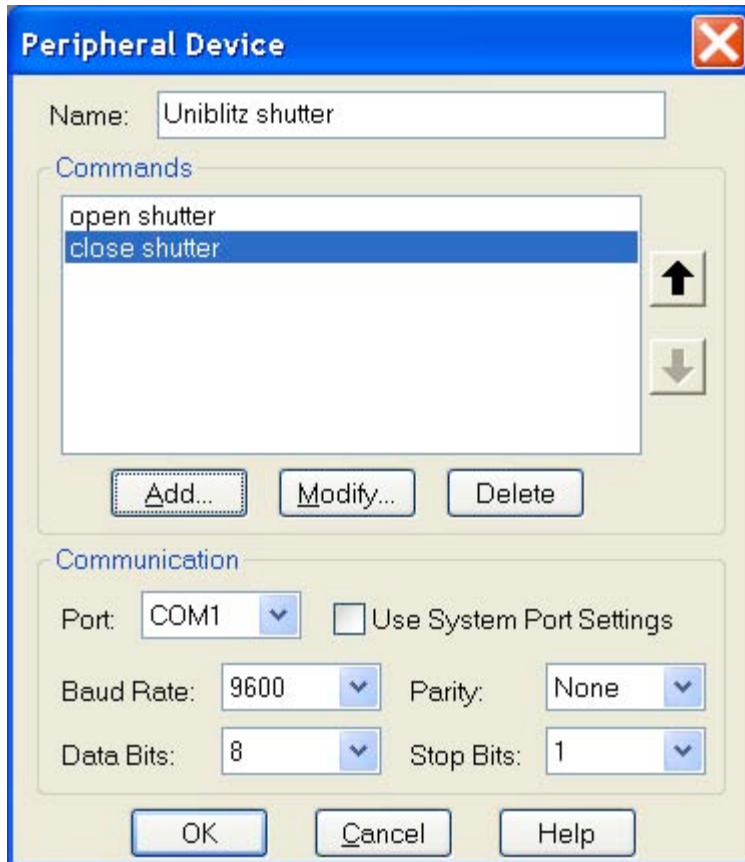 Peripheral Device
Name: Uniblitz shutter
Commands
open shutter
close shutter
Add... Modify... Delete
Communication
Port: COM1 Use System Port Settings
Baud Rate: 9600 Parity: None
Data Bits: 8 Stop Bits: 1
OK Cancel Help